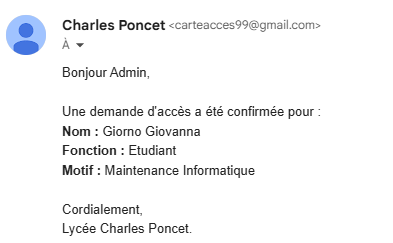 Charles Poncet <carteacces99@gmail.com>
À
Bonjour Admin,
Une demande d'accès a été confirmée pour :
Nom : Giorno Giovanna
Fonction : Etudiant
Motif : Maintenance Informatique
Cordialement,
Lycée Charles Poncet.